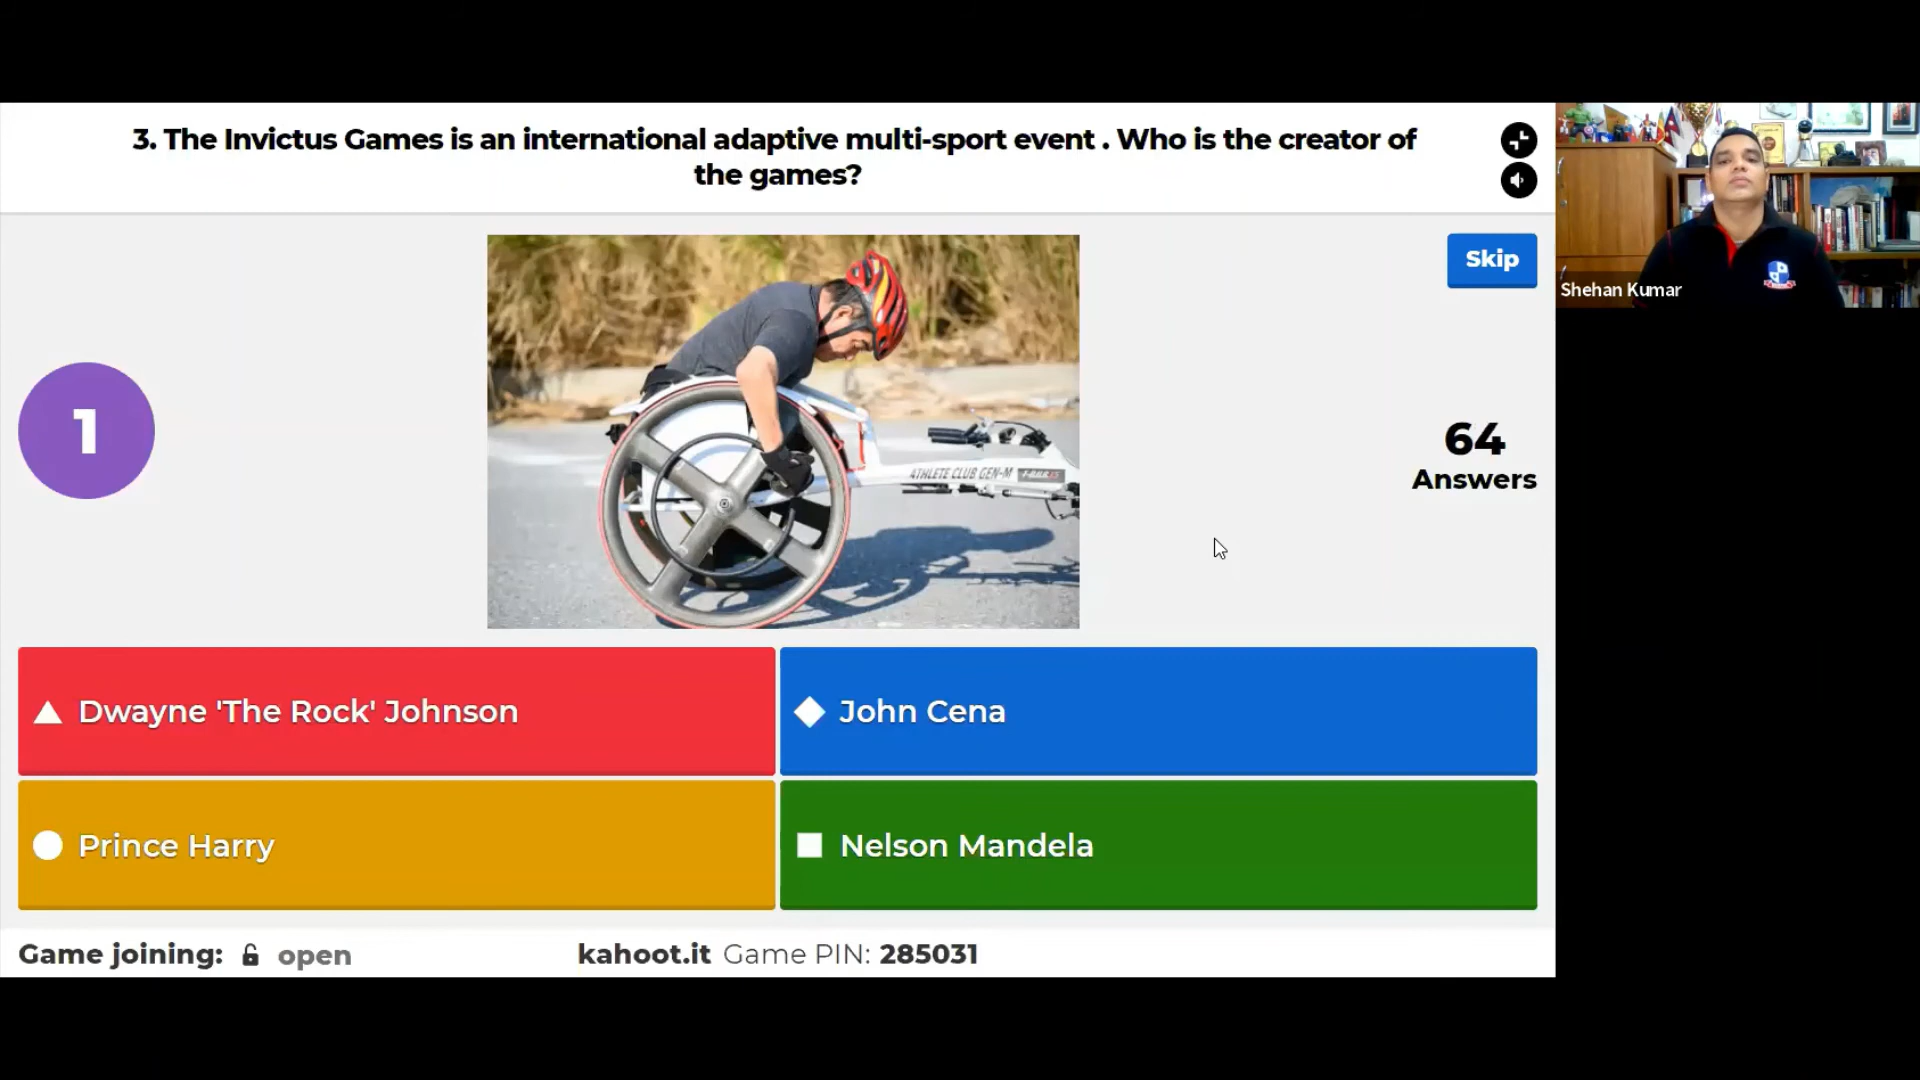 3. The Invictus Games is an international adaptive multi-sport event . Who is the creator of
the games?
Skip
Shehan Kumar
1
64
Answers
ATHLETE CLUB GEN-M
Dwayne 'The Rock' Johnson
John Cena
Prince Harry
Nelson Mandela
Game joining: open
kahoot.it Game PIN: 285031